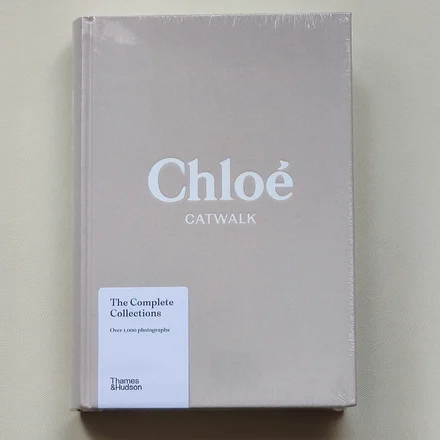 Chloé
CATWALK
The Complete
Collections
Over 1,000 photographs
Thames
&Hudson